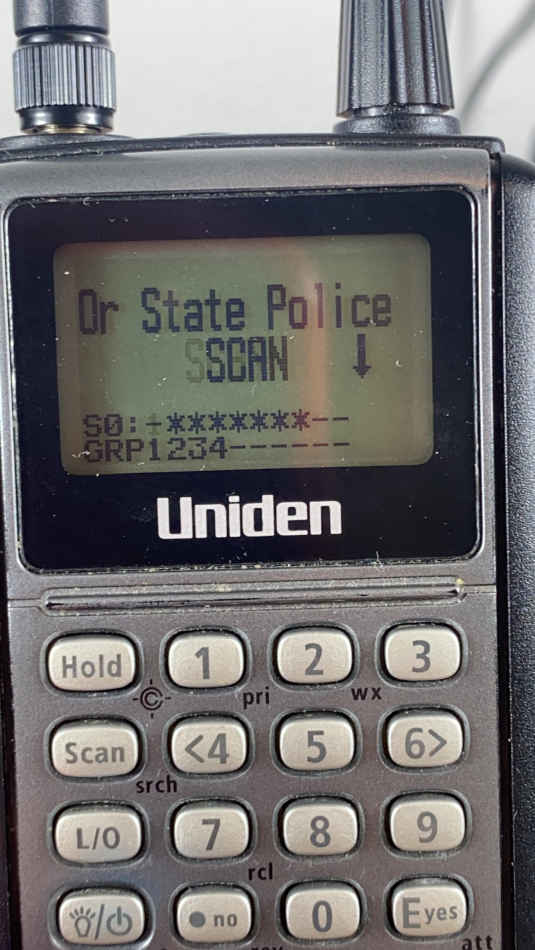 Or State Police
SCAN ↓
S0:-*******--
GRP1234------
Uniden
Hold 1 2 3
pri wx
Scan <4 5 6>
srch
L/O 7 8 9
rcl
no 0 E yes
att